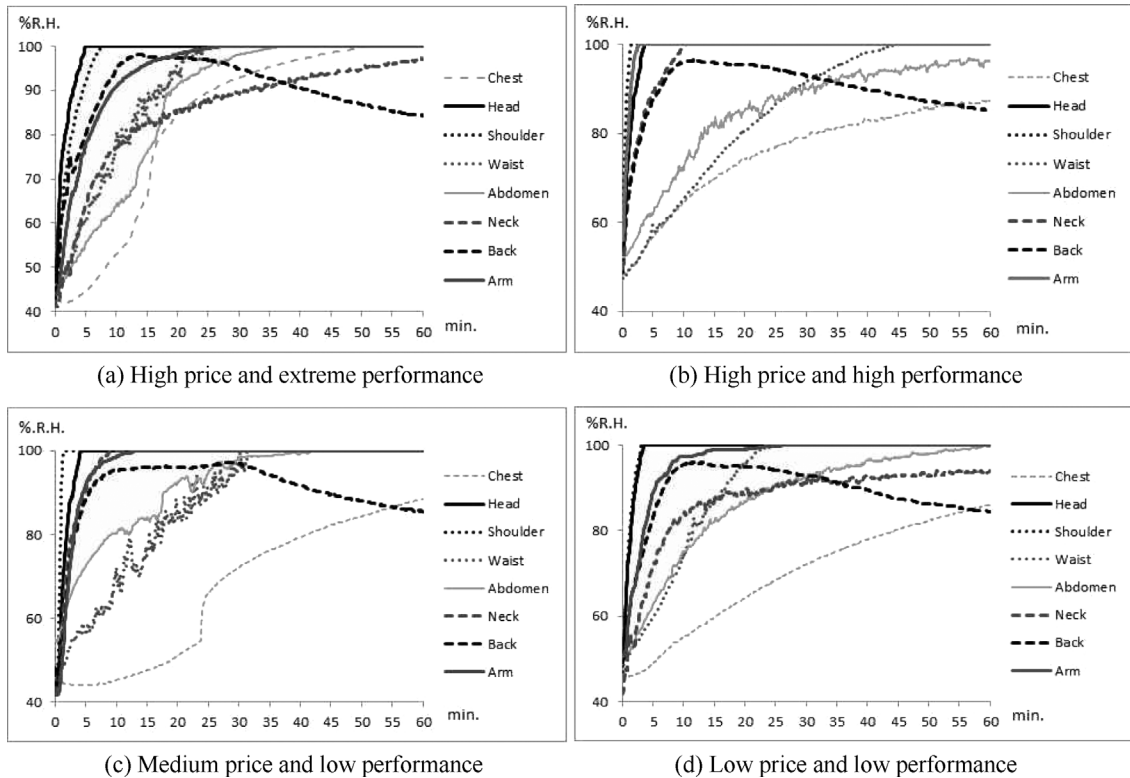 %R.H.
100
90
80
70
60
50
40
0 5 10 15 20 25 30 35 40 45 50 55 60
min.
Chest
Head
Shoulder
Waist
Abdomen
Neck
Back
Arm
(a) High price and extreme performance
%R.H.
100
90
80
70
60
50
40
0 5 10 15 20 25 30 35 40 45 50 55 60
min.
Chest
Head
Shoulder
Waist
Abdomen
Neck
Back
Arm
(b) High price and high performance
%R.H.
100
80
60
40
0 5 10 15 20 25 30 35 40 45 50 55 60
min.
Chest
Head
Shoulder
Waist
Abdomen
Neck
Back
Arm
(c) Medium price and low performance
%R.H.
100
90
80
70
60
50
40
0 5 10 15 20 25 30 35 40 45 50 55 60
min.
Chest
Head
Shoulder
Waist
Abdomen
Neck
Back
Arm
(d) Low price and low performance